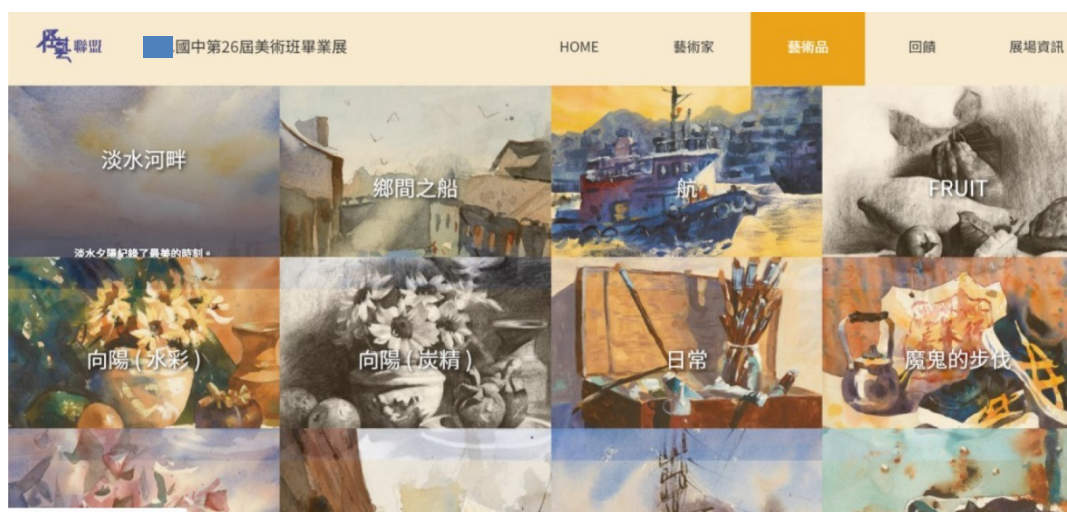 聯盟
國中第26屆美術班畢業展
HOME
藝術家
藝術品
回饋
展場資訊
淡水河畔
鄉間之船
航
FRUIT
淡水夕陽紀錄了最美的時刻。
向陽 ( 水彩 )
向陽 ( 炭精 )
日常
魔鬼的步伐